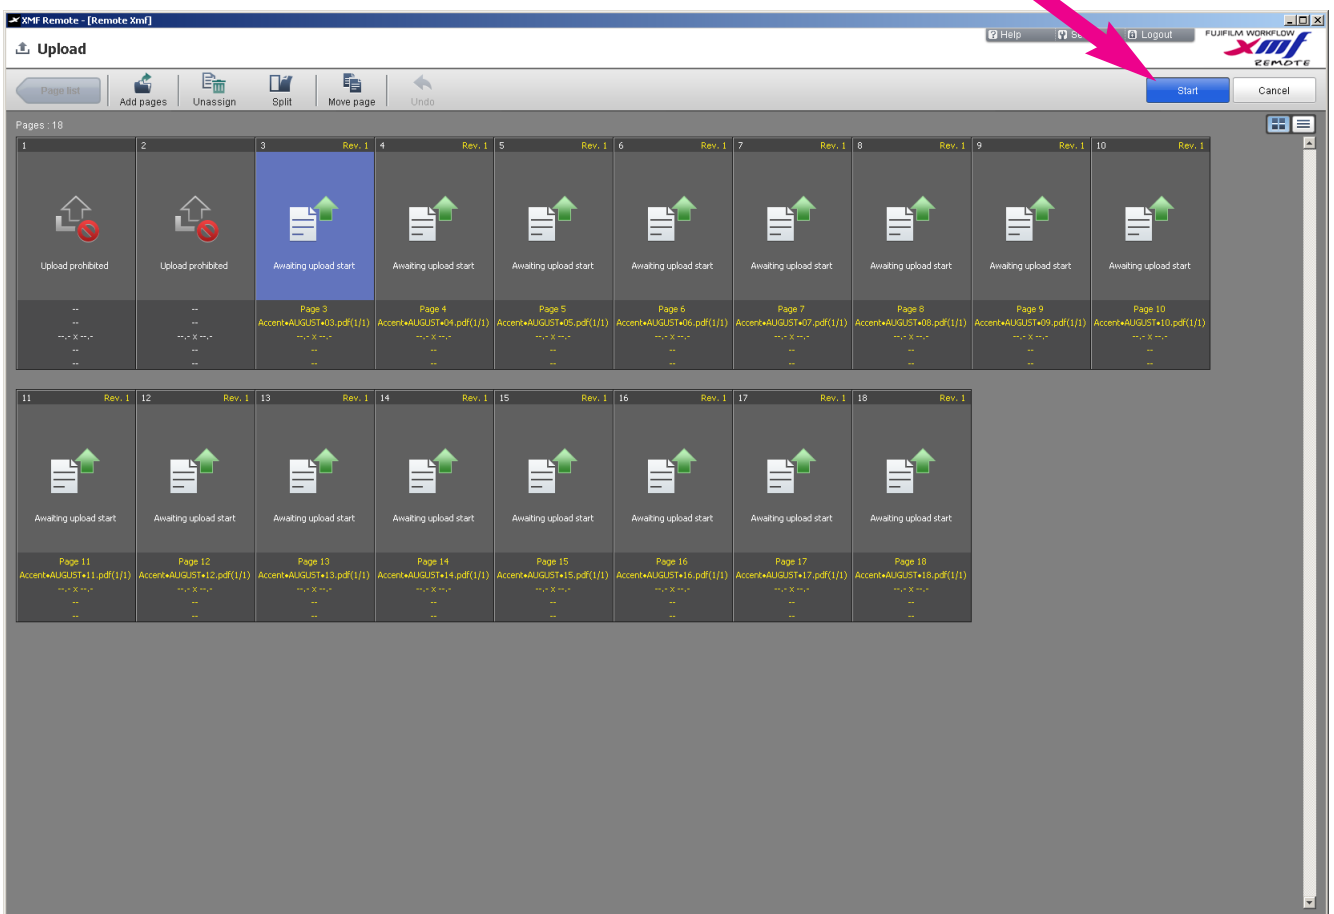 XMF Remote - [Remote Xmf]
Upload
Help
Logout
FUJIFILM WORKFLOW
xmf
REMOTE
Page list
Add pages
Unassign
Split
Move page
Undo
Start
Cancel
Pages : 18
1 2 3 Rev. 1 4 Rev. 1 5 Rev. 1 6 Rev. 1 7 Rev. 1 8 Rev. 1 9 Rev. 1 10 Rev. 1
Upload prohibited Upload prohibited Awaiting upload start Awaiting upload start Awaiting upload start Awaiting upload start Awaiting upload start Awaiting upload start Awaiting upload start Awaiting upload start
-- -- Page 3 Page 4 Page 5 Page 6 Page 7 Page 8 Page 9 Page 10
-- -- Accent•AUGUST•03.pdf(1/1) Accent•AUGUST•04.pdf(1/1) Accent•AUGUST•05.pdf(1/1) Accent•AUGUST•06.pdf(1/1) Accent•AUGUST•07.pdf(1/1) Accent•AUGUST•08.pdf(1/1) Accent•AUGUST•09.pdf(1/1) Accent•AUGUST•10.pdf(1/1)
--.- x --.- --.- x --.- --.- x --.- --.- x --.- --.- x --.- --.- x --.- --.- x --.- --.- x --.- --.- x --.- --.- x --.-
-- -- -- -- -- -- -- -- -- --
-- -- -- -- -- -- -- -- -- --
11 Rev. 1 12 Rev. 1 13 Rev. 1 14 Rev. 1 15 Rev. 1 16 Rev. 1 17 Rev. 1 18 Rev. 1
Awaiting upload start Awaiting upload start Awaiting upload start Awaiting upload start Awaiting upload start Awaiting upload start Awaiting upload start Awaiting upload start
Page 11 Page 12 Page 13 Page 14 Page 15 Page 16 Page 17 Page 18
Accent•AUGUST•11.pdf(1/1) Accent•AUGUST•12.pdf(1/1) Accent•AUGUST•13.pdf(1/1) Accent•AUGUST•14.pdf(1/1) Accent•AUGUST•15.pdf(1/1) Accent•AUGUST•16.pdf(1/1) Accent•AUGUST•17.pdf(1/1) Accent•AUGUST•18.pdf(1/1)
--.- x --.- --.- x --.- --.- x --.- --.- x --.- --.- x --.- --.- x --.- --.- x --.- --.- x --.-
-- -- -- -- -- -- -- --
-- -- -- -- -- -- -- --